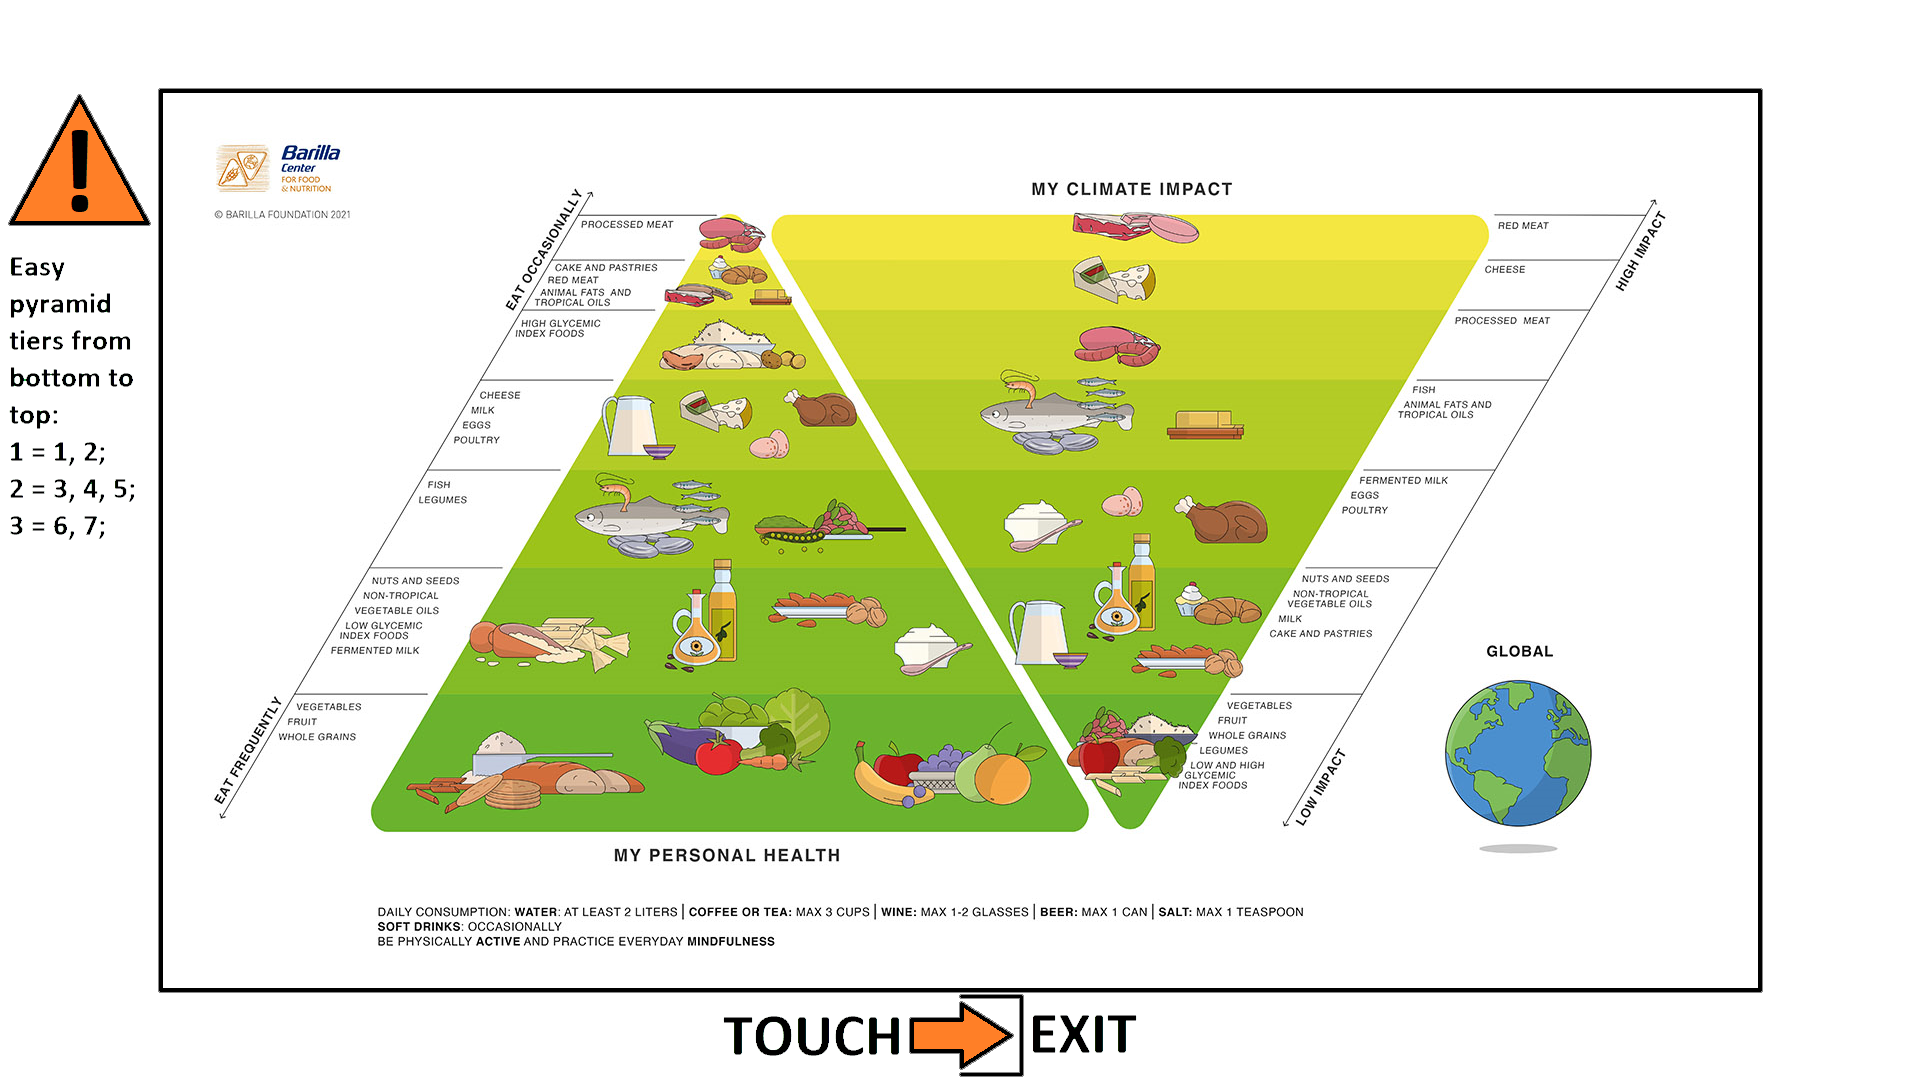 Easy
pyramid
tiers from
bottom to
top:
1 = 1, 2;
2 = 3, 4, 5;
3 = 6, 7;
Barilla
Center
FOR FOOD
& NUTRITION
© BARILLA FOUNDATION 2021
EAT OCCASIONALLY
PROCESSED MEAT
CAKE AND PASTRIES
RED MEAT
ANIMAL FATS AND
TROPICAL OILS
HIGH GLYCEMIC
INDEX FOODS
CHEESE
MILK
EGGS
POULTRY
FISH
LEGUMES
NUTS AND SEEDS
NON-TROPICAL
VEGETABLE OILS
LOW GLYCEMIC
INDEX FOODS
FERMENTED MILK
VEGETABLES
FRUIT
WHOLE GRAINS
EAT FREQUENTLY
MY PERSONAL HEALTH
MY CLIMATE IMPACT
RED MEAT
CHEESE
PROCESSED MEAT
FISH
ANIMAL FATS AND
TROPICAL OILS
FERMENTED MILK
EGGS
POULTRY
NUTS AND SEEDS
NON-TROPICAL
VEGETABLE OILS
MILK
CAKE AND PASTRIES
VEGETABLES
FRUIT
WHOLE GRAINS
LEGUMES
LOW AND HIGH
GLYCEMIC
INDEX FOODS
HIGH IMPACT
LOW IMPACT
GLOBAL
DAILY CONSUMPTION: WATER: AT LEAST 2 LITERS | COFFEE OR TEA: MAX 3 CUPS | WINE: MAX 1-2 GLASSES | BEER: MAX 1 CAN | SALT: MAX 1 TEASPOON
SOFT DRINKS: OCCASIONALLY
BE PHYSICALLY ACTIVE AND PRACTICE EVERYDAY MINDFULNESS
TOUCH EXIT